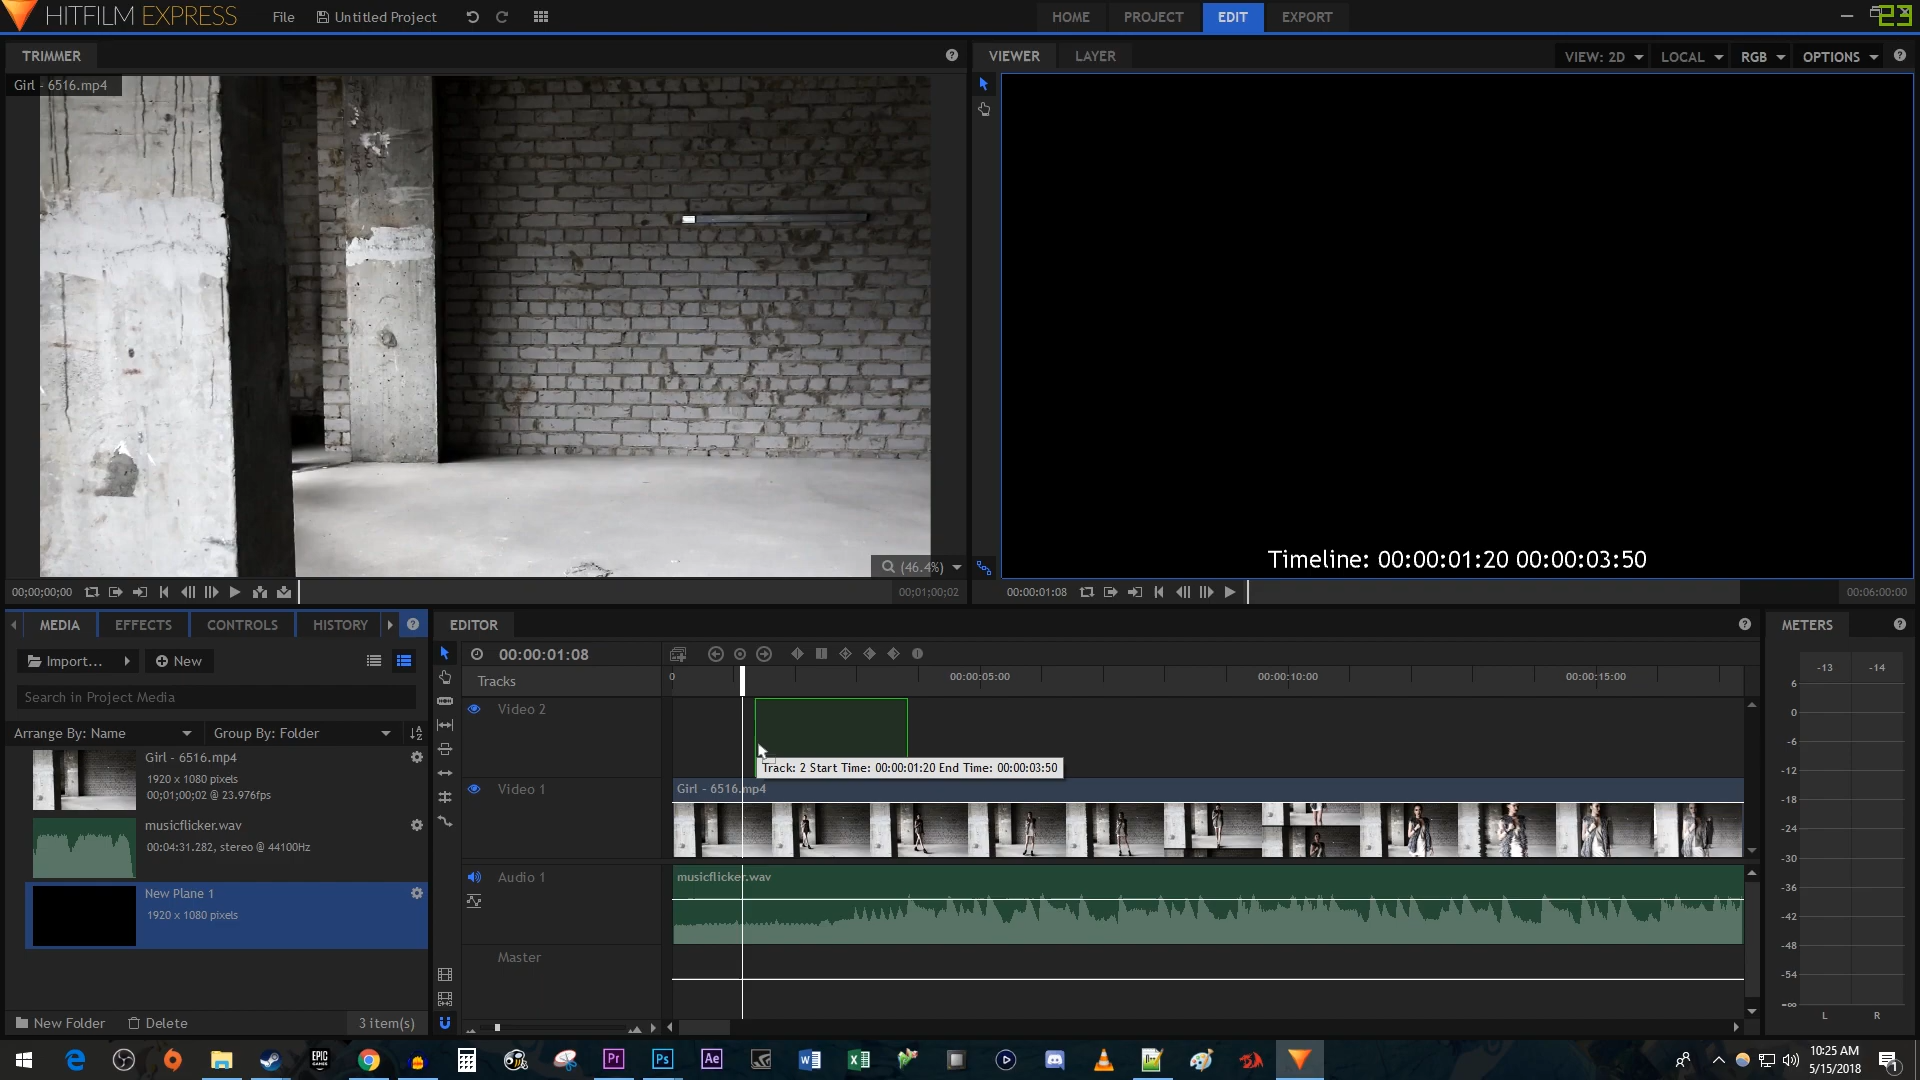 HITFILM EXPRESS
File
Untitled Project
HOME
PROJECT
EDIT
EXPORT
23
TRIMMER
VIEWER
LAYER
VIEW: 2D
LOCAL
RGB
OPTIONS
Girl - 6516.mp4
(46.4%)
Timeline: 00:00:01:20 00:00:03:50
00;00;00;00
00;01;00;02
00:00:01:08
00:06:00:00
MEDIA
EFFECTS
CONTROLS
HISTORY
EDITOR
METERS
Import...
New
00:00:01:08
Search in Project Media
Tracks
0
00:00:05:00
00:00:10:00
00:00:15:00
Arrange By: Name
Group By: Folder
Girl - 6516.mp4
1920 x 1080 pixels
00;01;00;02 @ 23.976fps
musicflicker.wav
00:04:31.282, stereo @ 44100Hz
New Plane 1
1920 x 1080 pixels
Video 2
Track: 2 Start Time: 00:00:01:20 End Time: 00:00:03:50
Video 1
Girl - 6516.mp4
Audio 1
musicflicker.wav
Master
-13
-14
6
0
-6
-12
-18
-24
-30
-36
-42
-48
-54
-∞
L
R
New Folder
Delete
3 item(s)
EPIC GAMES
Pr
Ps
Ae
10:25 AM
5/15/2018
1